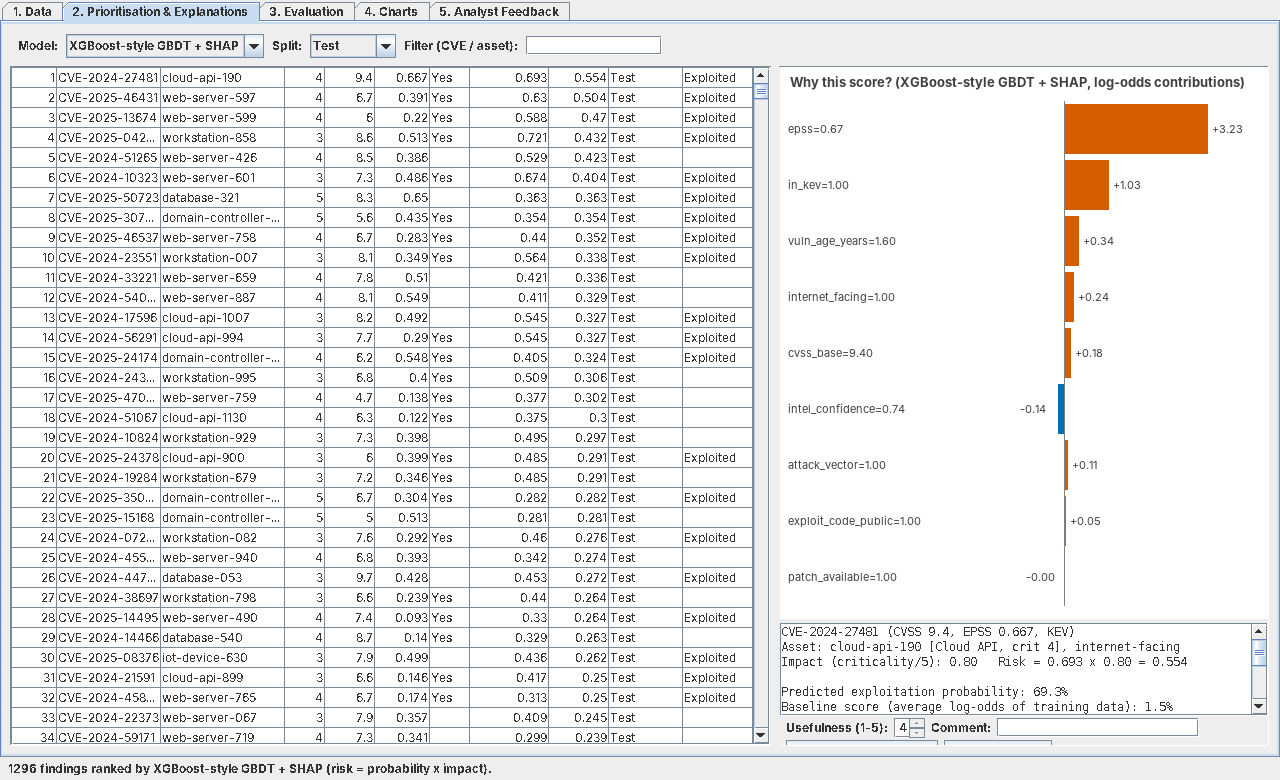 1. Data 2. Prioritisation & Explanations 3. Evaluation 4. Charts 5. Analyst Feedback
Model: XGBoost-style GBDT + SHAP Split: Test Filter (CVE / asset):
1 CVE-2024-27481 cloud-api-190 4 9.4 0.667 Yes 0.693 0.554 Test Exploited
2 CVE-2025-46431 web-server-597 4 6.7 0.391 Yes 0.63 0.504 Test Exploited
3 CVE-2025-13674 web-server-599 4 6 0.22 Yes 0.588 0.47 Test Exploited
4 CVE-2025-042... workstation-858 3 8.6 0.513 Yes 0.721 0.432 Test Exploited
5 CVE-2024-51265 web-server-426 4 8.5 0.386 0.529 0.423 Test
6 CVE-2024-10323 web-server-601 3 7.3 0.486 Yes 0.674 0.404 Test Exploited
7 CVE-2025-50723 database-321 5 8.3 0.65 0.363 0.363 Test Exploited
8 CVE-2025-307... domain-controller-... 5 5.6 0.435 Yes 0.354 0.354 Test Exploited
9 CVE-2025-46537 web-server-758 4 6.7 0.283 Yes 0.44 0.352 Test Exploited
10 CVE-2024-23551 workstation-007 3 8.1 0.349 Yes 0.564 0.338 Test Exploited
11 CVE-2024-33221 web-server-659 4 7.8 0.51 0.421 0.336 Test
12 CVE-2024-540... web-server-887 4 8.1 0.549 0.411 0.329 Test
13 CVE-2024-17596 cloud-api-1007 3 8.2 0.492 0.545 0.327 Test Exploited
14 CVE-2024-56291 cloud-api-994 3 7.7 0.29 Yes 0.545 0.327 Test Exploited
15 CVE-2025-24174 domain-controller-... 4 6.2 0.548 Yes 0.405 0.324 Test Exploited
16 CVE-2024-243... workstation-995 3 6.8 0.4 Yes 0.509 0.306 Test
17 CVE-2025-470... web-server-759 4 4.7 0.138 Yes 0.377 0.302 Test
18 CVE-2024-51067 cloud-api-1130 4 6.3 0.122 Yes 0.375 0.3 Test
19 CVE-2024-10824 workstation-929 3 7.3 0.398 0.495 0.297 Test
20 CVE-2025-24378 cloud-api-900 3 6 0.399 Yes 0.485 0.291 Test Exploited
21 CVE-2024-19284 workstation-679 3 7.2 0.346 Yes 0.485 0.291 Test
22 CVE-2025-350... domain-controller-... 5 6.7 0.304 Yes 0.282 0.282 Test Exploited
23 CVE-2025-15168 domain-controller-... 5 5 0.513 0.281 0.281 Test
24 CVE-2024-072... workstation-082 3 7.6 0.292 Yes 0.46 0.276 Test Exploited
25 CVE-2024-455... web-server-940 4 6.8 0.393 0.342 0.274 Test
26 CVE-2024-447... database-053 3 9.7 0.428 0.453 0.272 Test Exploited
27 CVE-2024-38697 workstation-798 3 6.6 0.239 Yes 0.44 0.264 Test
28 CVE-2025-14495 web-server-490 4 7.4 0.093 Yes 0.33 0.264 Test Exploited
29 CVE-2024-14466 database-540 4 8.7 0.14 Yes 0.329 0.263 Test
30 CVE-2025-08376 iot-device-630 3 7.9 0.499 0.436 0.262 Test Exploited
31 CVE-2024-21591 cloud-api-899 3 6.6 0.146 Yes 0.417 0.25 Test Exploited
32 CVE-2024-458... web-server-765 4 6.7 0.174 Yes 0.313 0.25 Test Exploited
33 CVE-2024-22373 web-server-067 3 7.9 0.357 0.409 0.245 Test
34 CVE-2024-59171 web-server-719 4 7.3 0.341 0.299 0.239 Test
Why this score? (XGBoost-style GBDT + SHAP, log-odds contributions)
epss=0.67 +3.23
in_kev=1.00 +1.03
vuln_age_years=1.60 +0.34
internet_facing=1.00 +0.24
cvss_base=9.40 +0.18
intel_confidence=0.74 -0.14
attack_vector=1.00 +0.11
exploit_code_public=1.00 +0.05
patch_available=1.00 -0.00
CVE-2024-27481 (CVSS 9.4, EPSS 0.667, KEV)
Asset: cloud-api-190 [Cloud API, crit 4], internet-facing
Impact (criticality/5): 0.80 Risk = 0.693 x 0.80 = 0.554
Predicted exploitation probability: 69.3%
Baseline score (average log-odds of training data): 1.5%
Usefulness (1-5): 4 Comment:
1296 findings ranked by XGBoost-style GBDT + SHAP (risk = probability x impact).